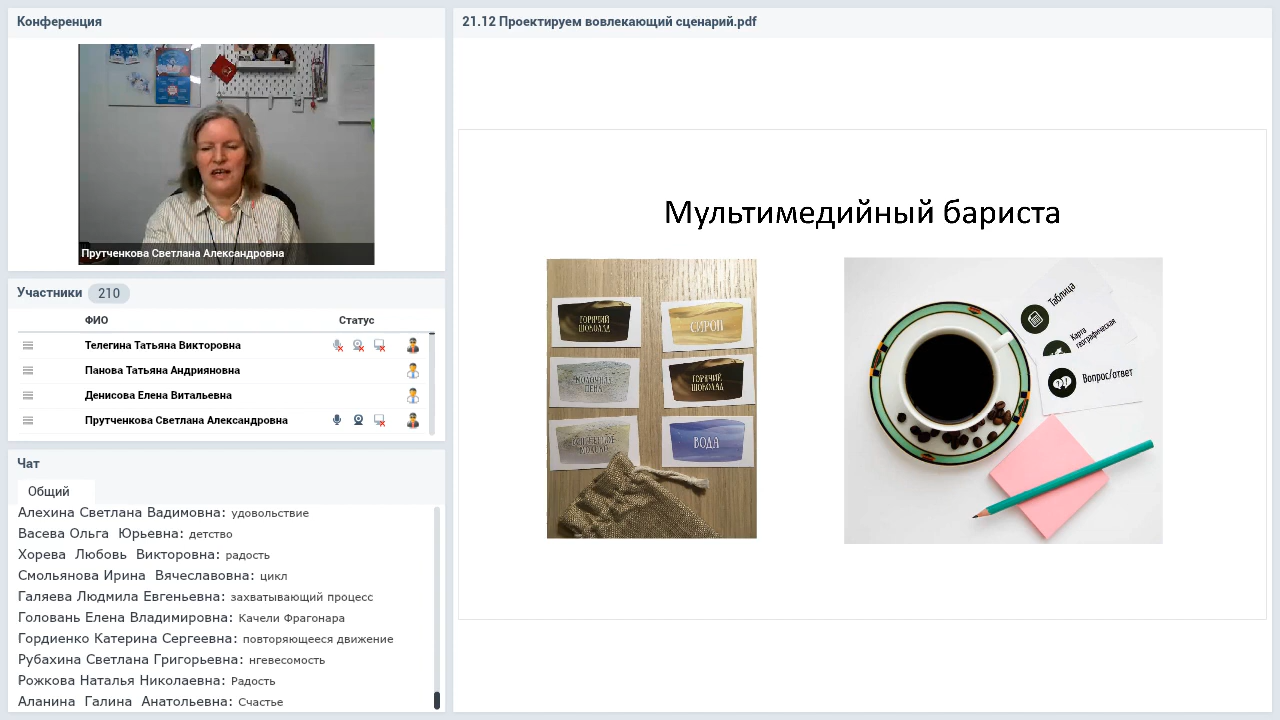 Конференция
Прутченкова Светлана Александровна
Участники 210
ФИО Статус
Телегина Татьяна Викторовна
Панова Татьяна Андрияновна
Денисова Елена Витальевна
Прутченкова Светлана Александровна
Чат
Общий
Алехина Светлана Вадимовна: удовольствие
Васева Ольга Юрьевна: детство
Хорева Любовь Викторовна: радость
Смольянова Ирина Вячеславовна: цикл
Галяева Людмила Евгеньевна: захватывающий процесс
Головань Елена Владимировна: Качели Фрагонара
Гордиенко Катерина Сергеевна: повторяющееся движение
Рубахина Светлана Григорьевна: нгевесомость
Рожкова Наталья Николаевна: Радость
Аланина Галина Анатольевна: Счастье
21.12 Проектируем вовлекающий сценарий.pdf
Мультимедийный бариста
ГОРЯЧИЙ
ШОКОЛАД
СИРОП
МОЛОЧНАЯ
ПЕНА
ГОРЯЧИЙ
ШОКОЛАД
ВОДА
Таблица
Карта
географическая
Вопрос/ответ